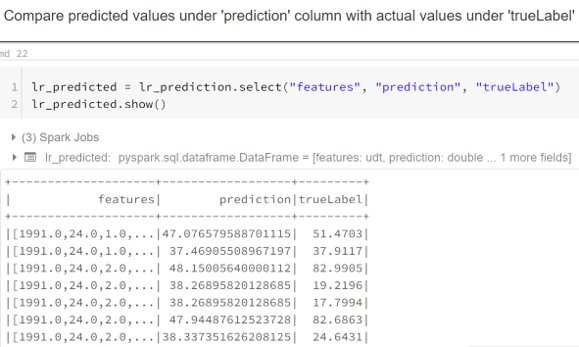 Compare predicted values under 'prediction' column with actual values under 'trueLabel'
md 22
1 lr_predicted = lr_prediction.select("features", "prediction", "trueLabel")
2 lr_predicted.show()
(3) Spark Jobs
lr_predicted: pyspark.sql.dataframe.DataFrame = [features: udt, prediction: double ... 1 more fields]
+--------------------+------------------+---------+
|            features|        prediction|trueLabel|
+--------------------+------------------+---------+
|[1991.0,24.0,1.0,...|47.076579588701115|  51.4703|
|[1991.0,24.0,1.0,...| 37.46905508967197|  37.9117|
|[1991.0,24.0,2.0,...| 48.15005640000112|  82.9905|
|[1991.0,24.0,2.0,...| 38.26895820128685|  19.2196|
|[1991.0,24.0,2.0,...| 38.26895820128685|  17.7994|
|[1991.0,24.0,2.0,...| 47.94487612523728|  82.6863|
|[1991.0,24.0,2.0,...|38.337351626208125|  24.6431|